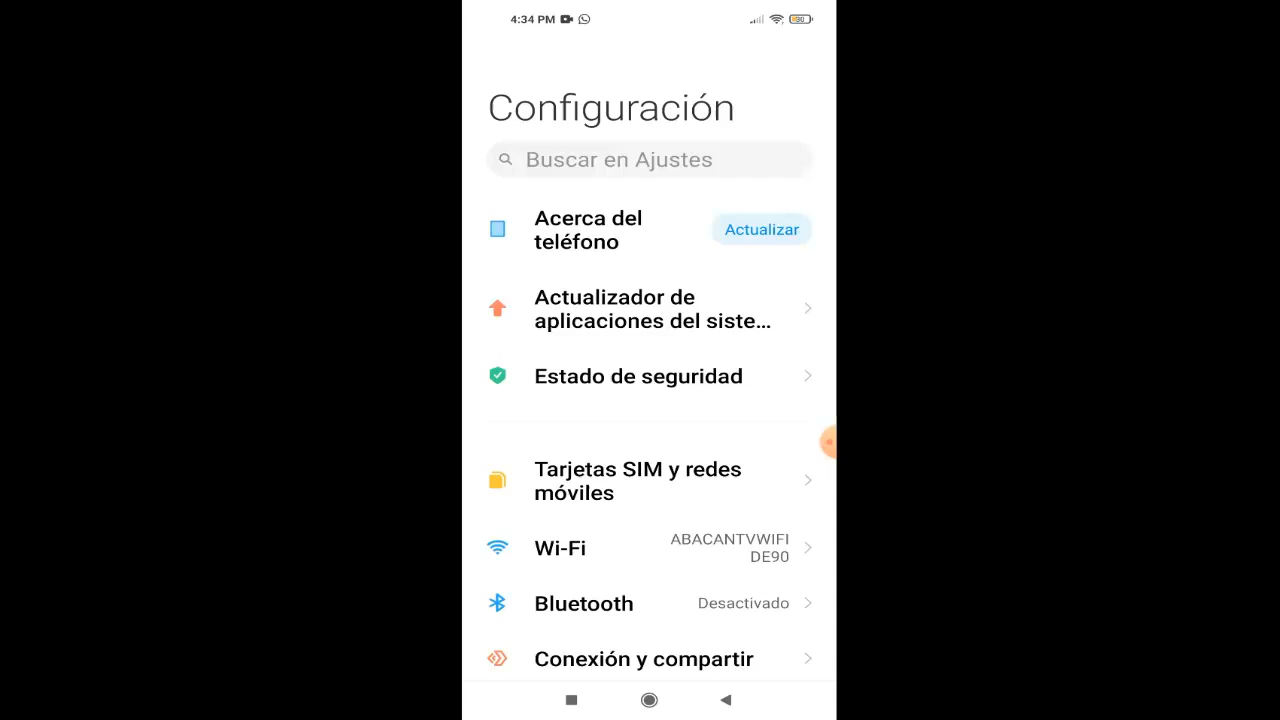 4:34 PM
30
Configuración
Buscar en Ajustes
Acerca del
teléfono
Actualizar
Actualizador de
aplicaciones del siste...
Estado de seguridad
Tarjetas SIM y redes
móviles
Wi-Fi
ABACANTVWIFI
DE90
Bluetooth
Desactivado
Conexión y compartir